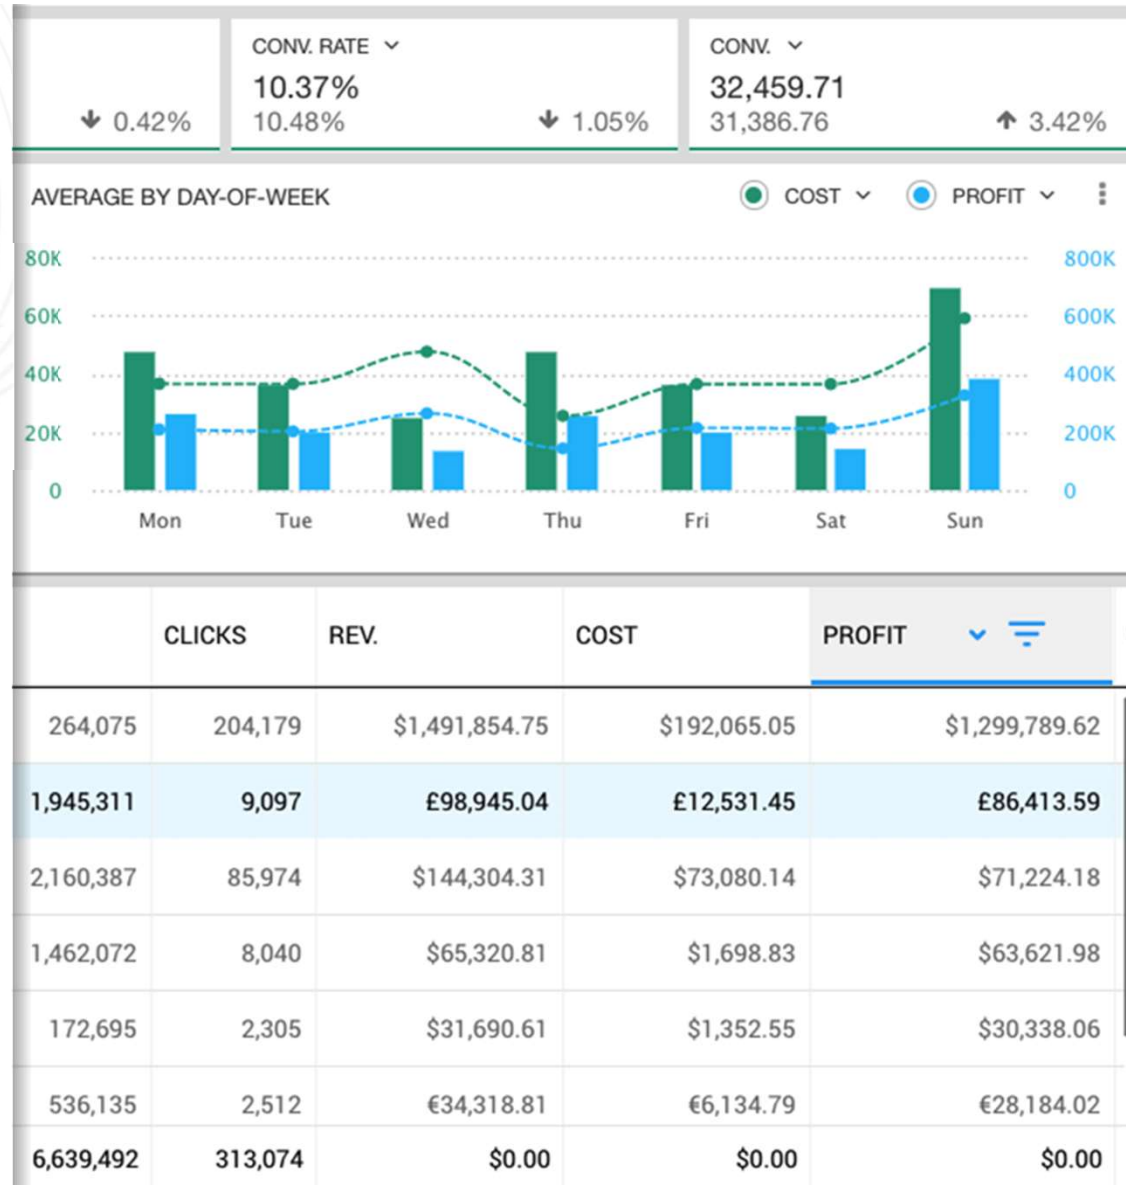 CONV. RATE
CONV.
10.37%
32,459.71
0.42%
10.48%
1.05%
31,386.76
3.42%
AVERAGE BY DAY-OF-WEEK
COST
PROFIT
80K
800K
60K
600K
40K
400K
20K
200K
0
0
Mon Tue Wed Thu Fri Sat Sun
CLICKS REV. COST PROFIT
264,075 204,179 $1,491,854.75 $192,065.05 $1,299,789.62
1,945,311 9,097 £98,945.04 £12,531.45 £86,413.59
2,160,387 85,974 $144,304.31 $73,080.14 $71,224.18
1,462,072 8,040 $65,320.81 $1,698.83 $63,621.98
172,695 2,305 $31,690.61 $1,352.55 $30,338.06
536,135 2,512 €34,318.81 €6,134.79 €28,184.02
6,639,492 313,074 $0.00 $0.00 $0.00